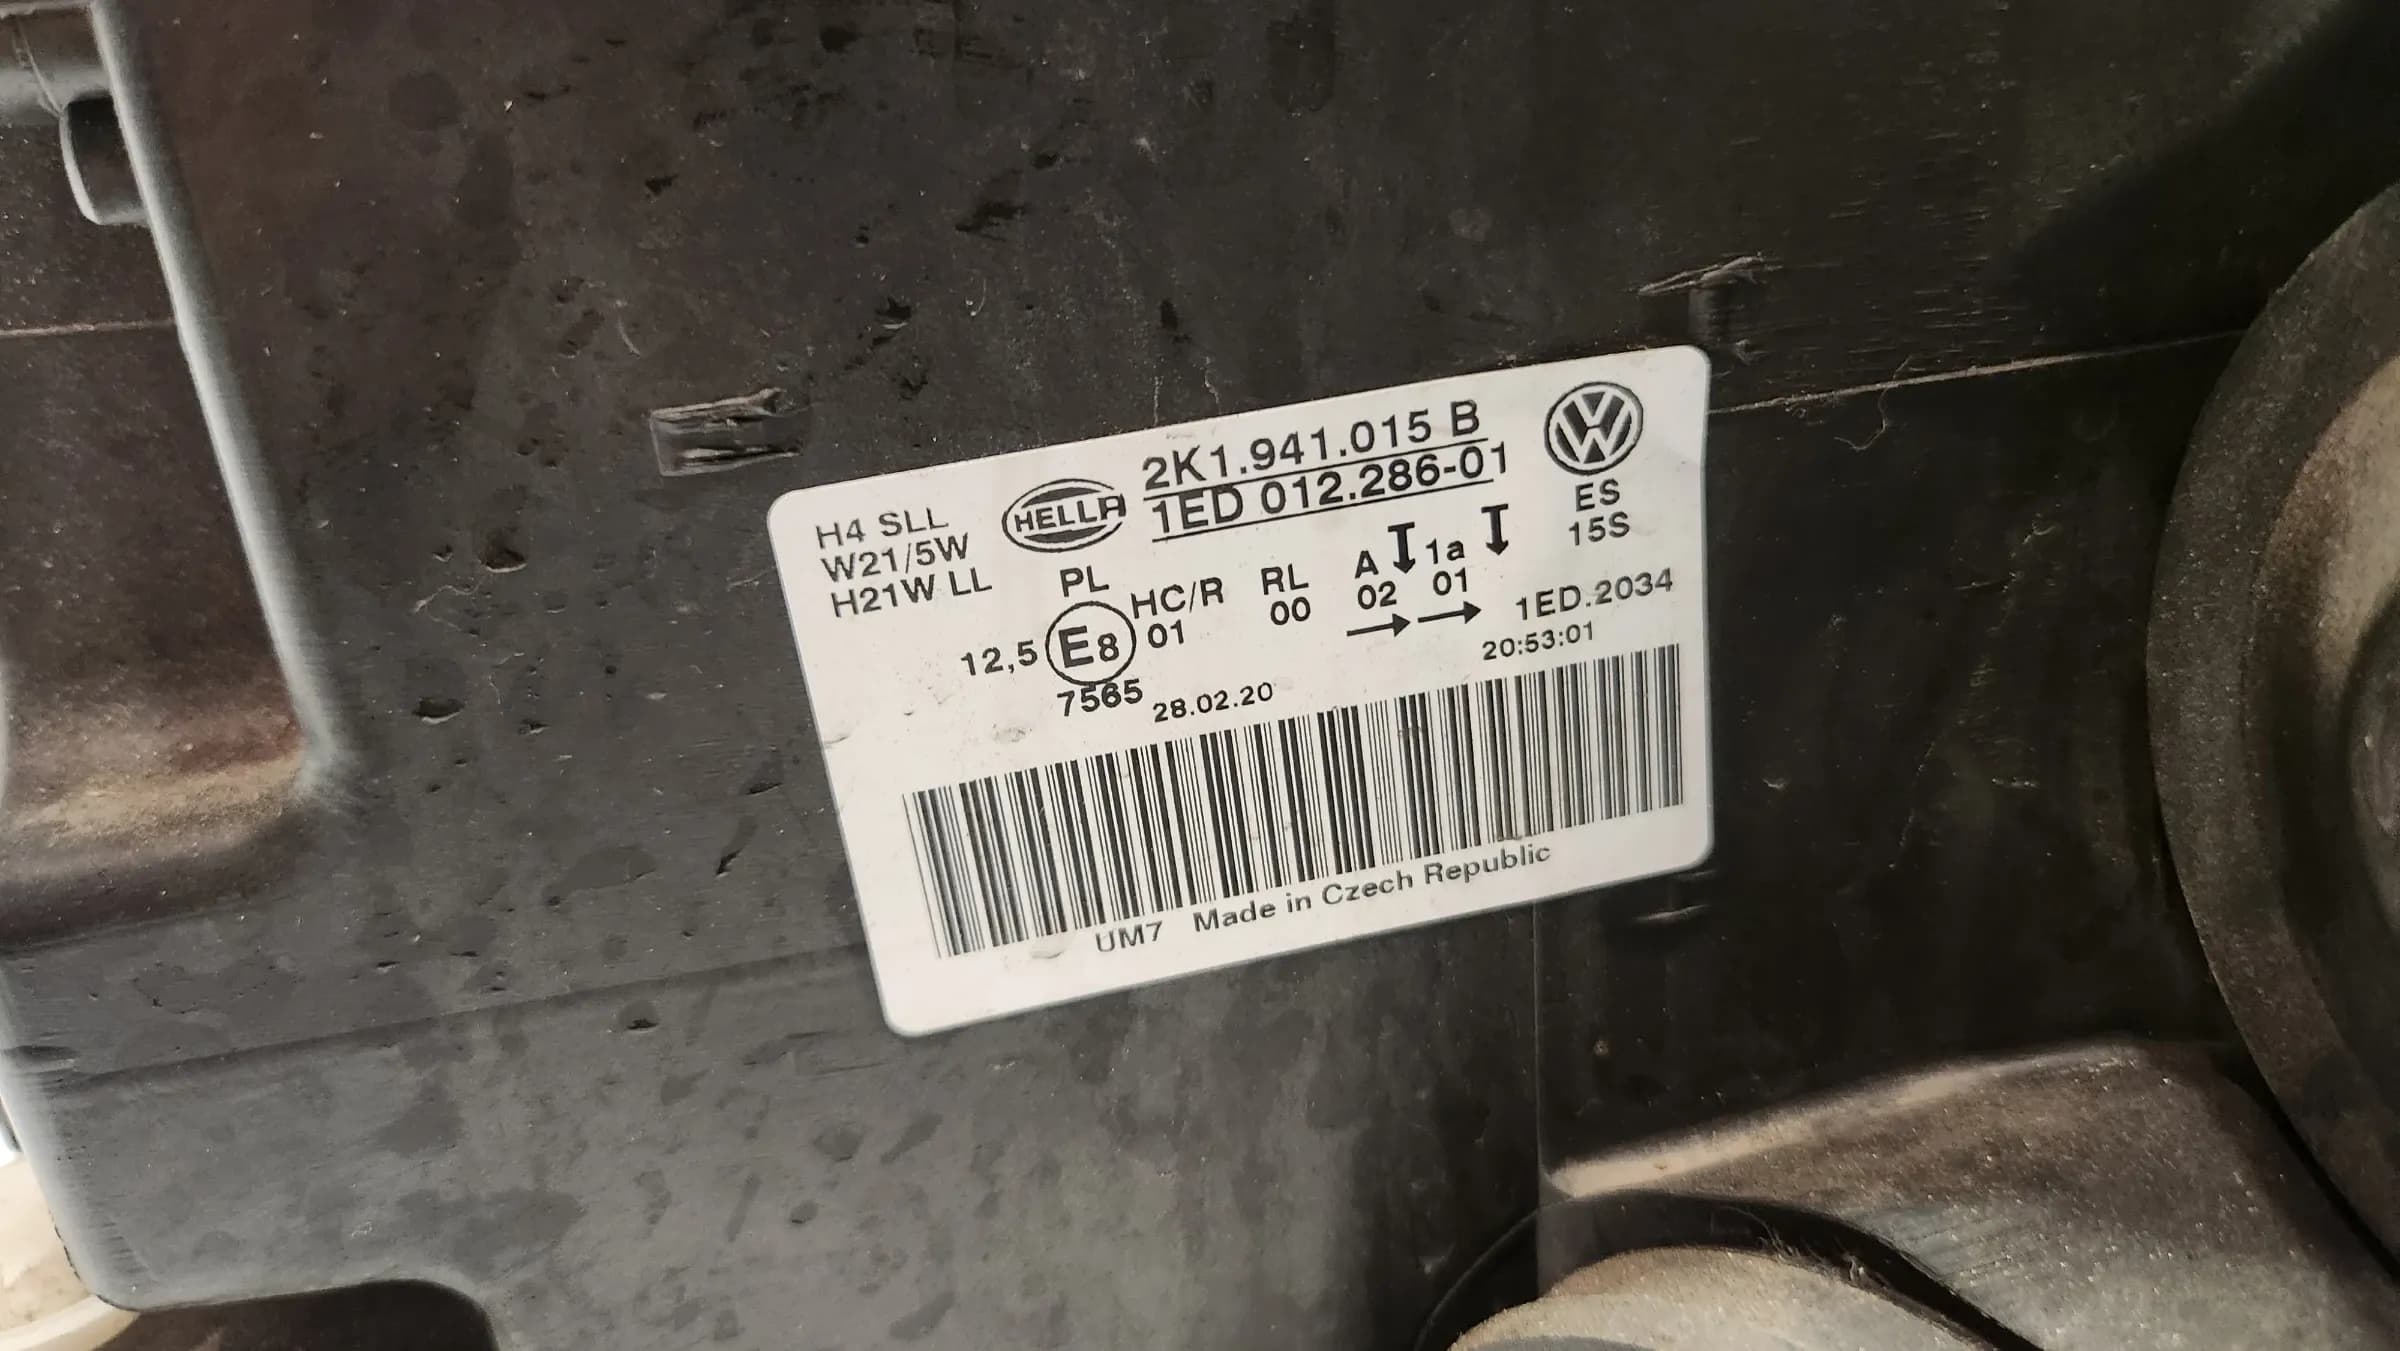 2K1.941.015 B
HELLA
1ED 012.286-01
ES
15S
H4 SLL
W21/5W
H21W LL
PL
HC/R
RL
A
1a
12,5
E8
01
00
02
01
1ED.2034
7565
28.02.20
20:53:01
UM7 Made in Czech Republic